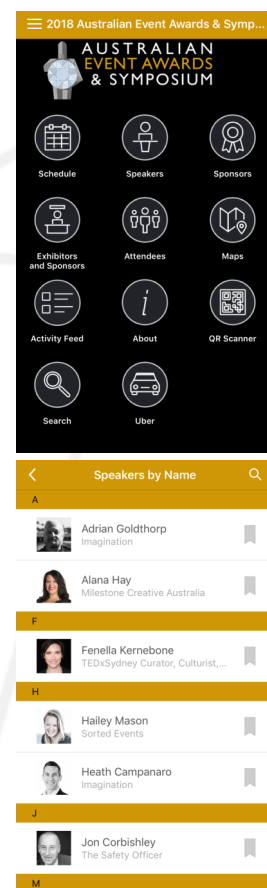 2018 Australian Event Awards & Symp...
AUSTRALIAN
EVENT AWARDS
& SYMPOSIUM
Schedule
Speakers
Sponsors
Exhibitors
and Sponsors
Attendees
Maps
Activity Feed
i
About
QR Scanner
Search
Uber
Speakers by Name
A
Adrian Goldthorp
Imagination
Alana Hay
Milestone Creative Australia
F
Fenella Kernebone
TEDxSydney Curator, Culturist,...
H
Hailey Mason
Sorted Events
Heath Campanaro
Imagination
J
Jon Corbishley
The Safety Officer
M